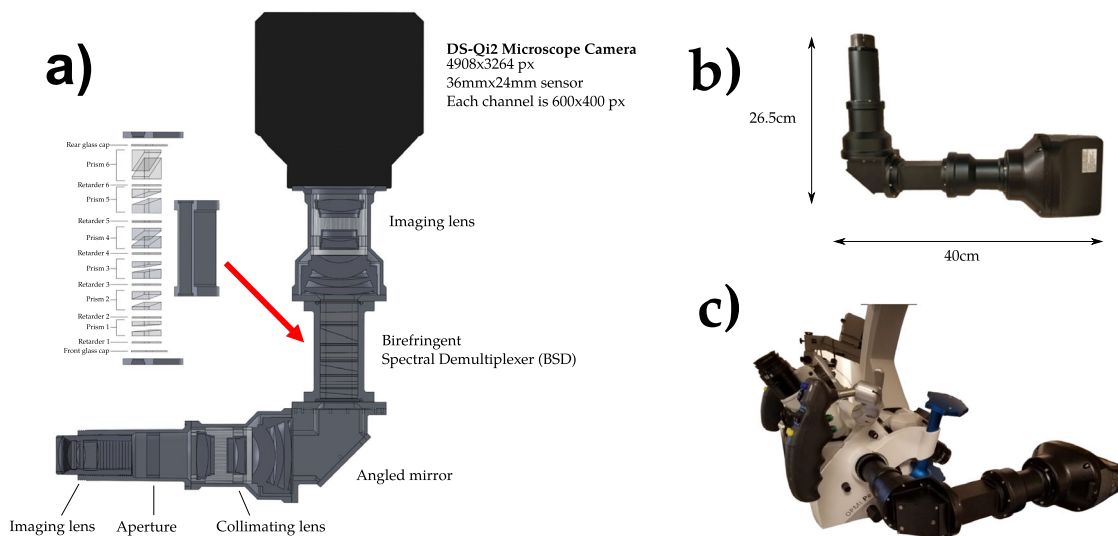 a)
DS-Qi2 Microscope Camera
4908x3264 px
36mmx24mm sensor
Each channel is 600x400 px
Rear glass cap
Prism 6
Retarder 6
Prism 5
Retarder 5
Prism 4
Retarder 4
Prism 3
Retarder 3
Prism 2
Retarder 2
Prism 1
Retarder 1
Front glass cap
Imaging lens
Birefringent
Spectral Demultiplexer (BSD)
Angled mirror
Imaging lens
Aperture
Collimating lens
b)
26.5cm
40cm
c)
OPMI